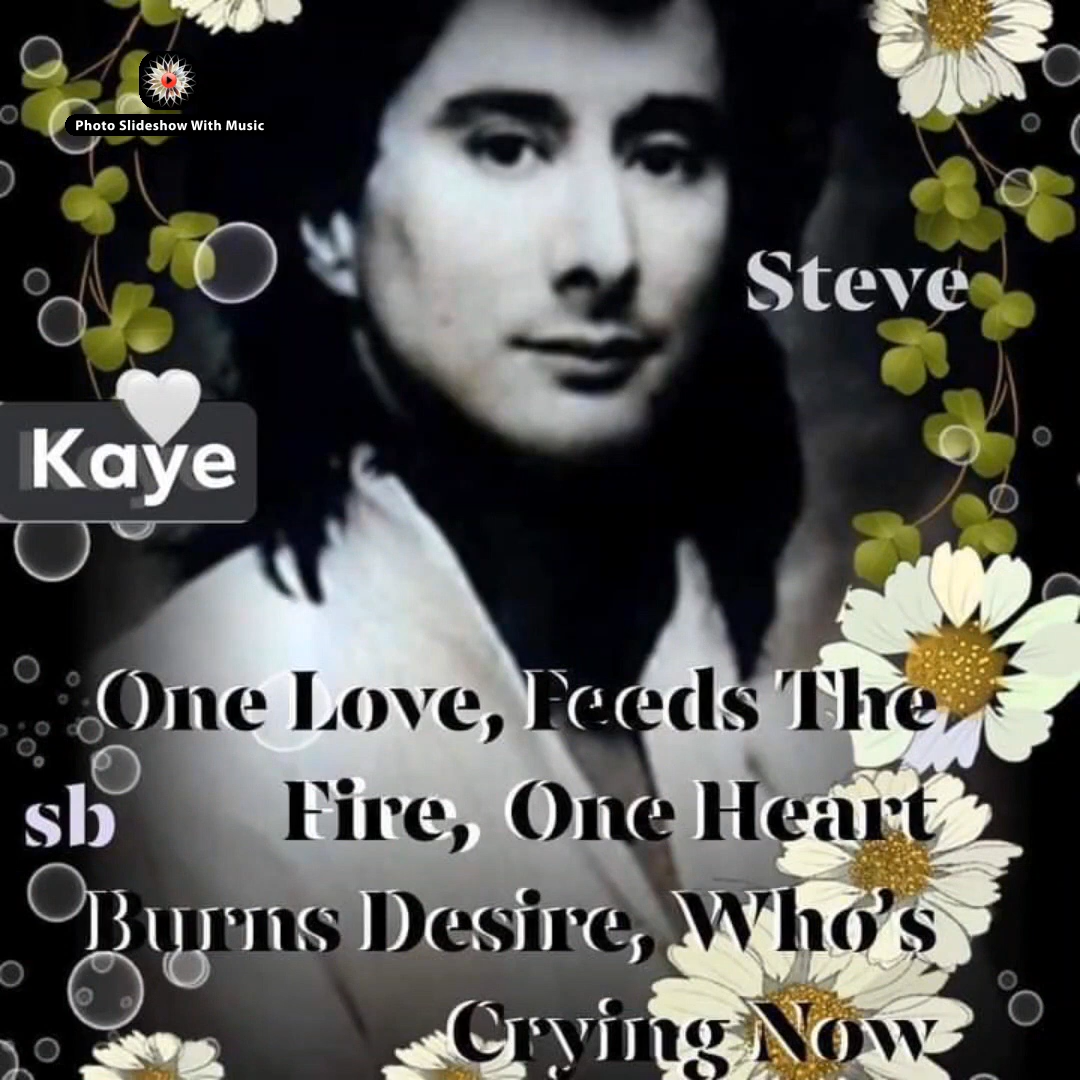 Photo Slideshow With Music
Steve
Kaye
One Love, Feeds The
Fire, One Heart
sb
Burns Desire, Who's
Crying Now